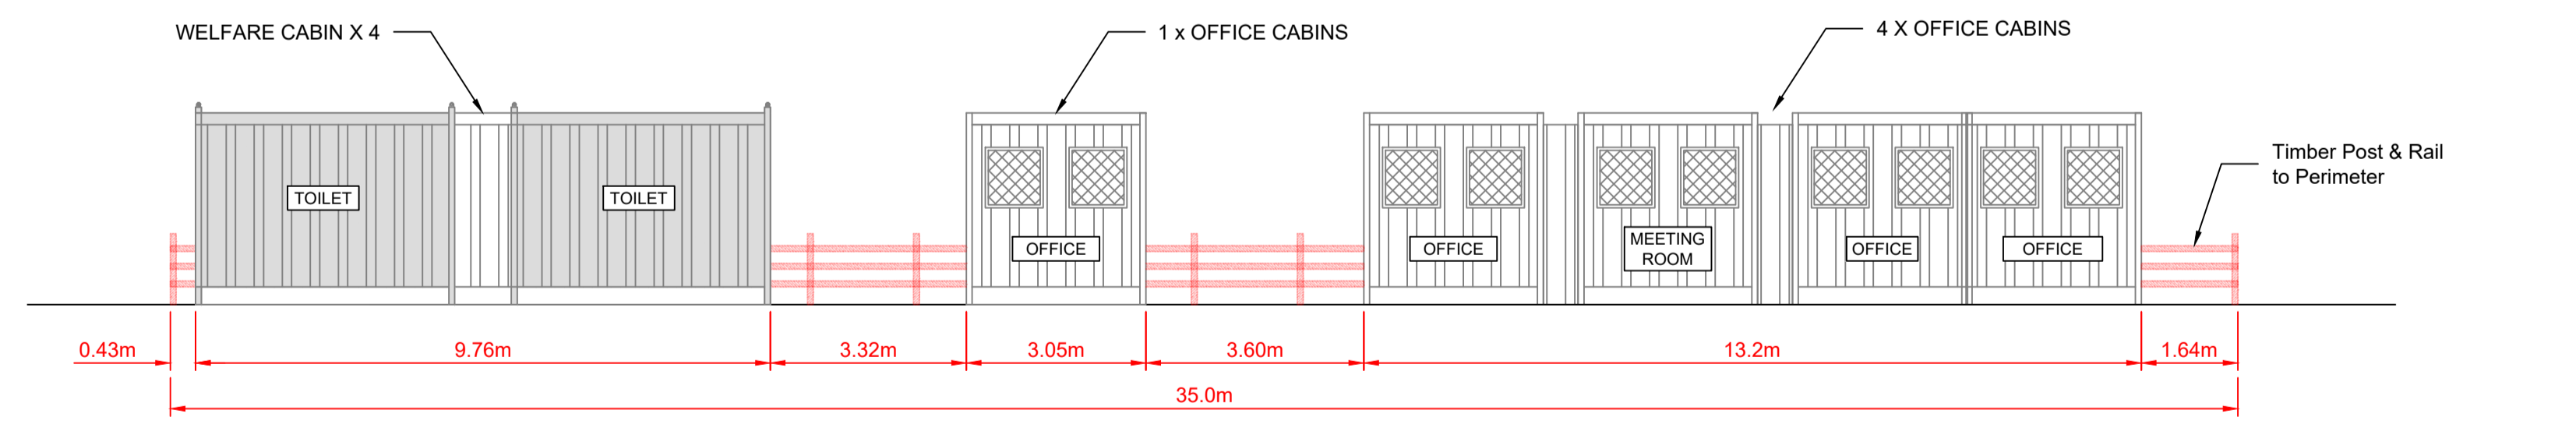 WELFARE CABIN X 4
1 x OFFICE CABINS
4 X OFFICE CABINS
Timber Post & Rail
to Perimeter
TOILET
TOILET
OFFICE
OFFICE
MEETING
ROOM
OFFICE
OFFICE
0.43m
9.76m
3.32m
3.05m
3.60m
13.2m
1.64m
35.0m